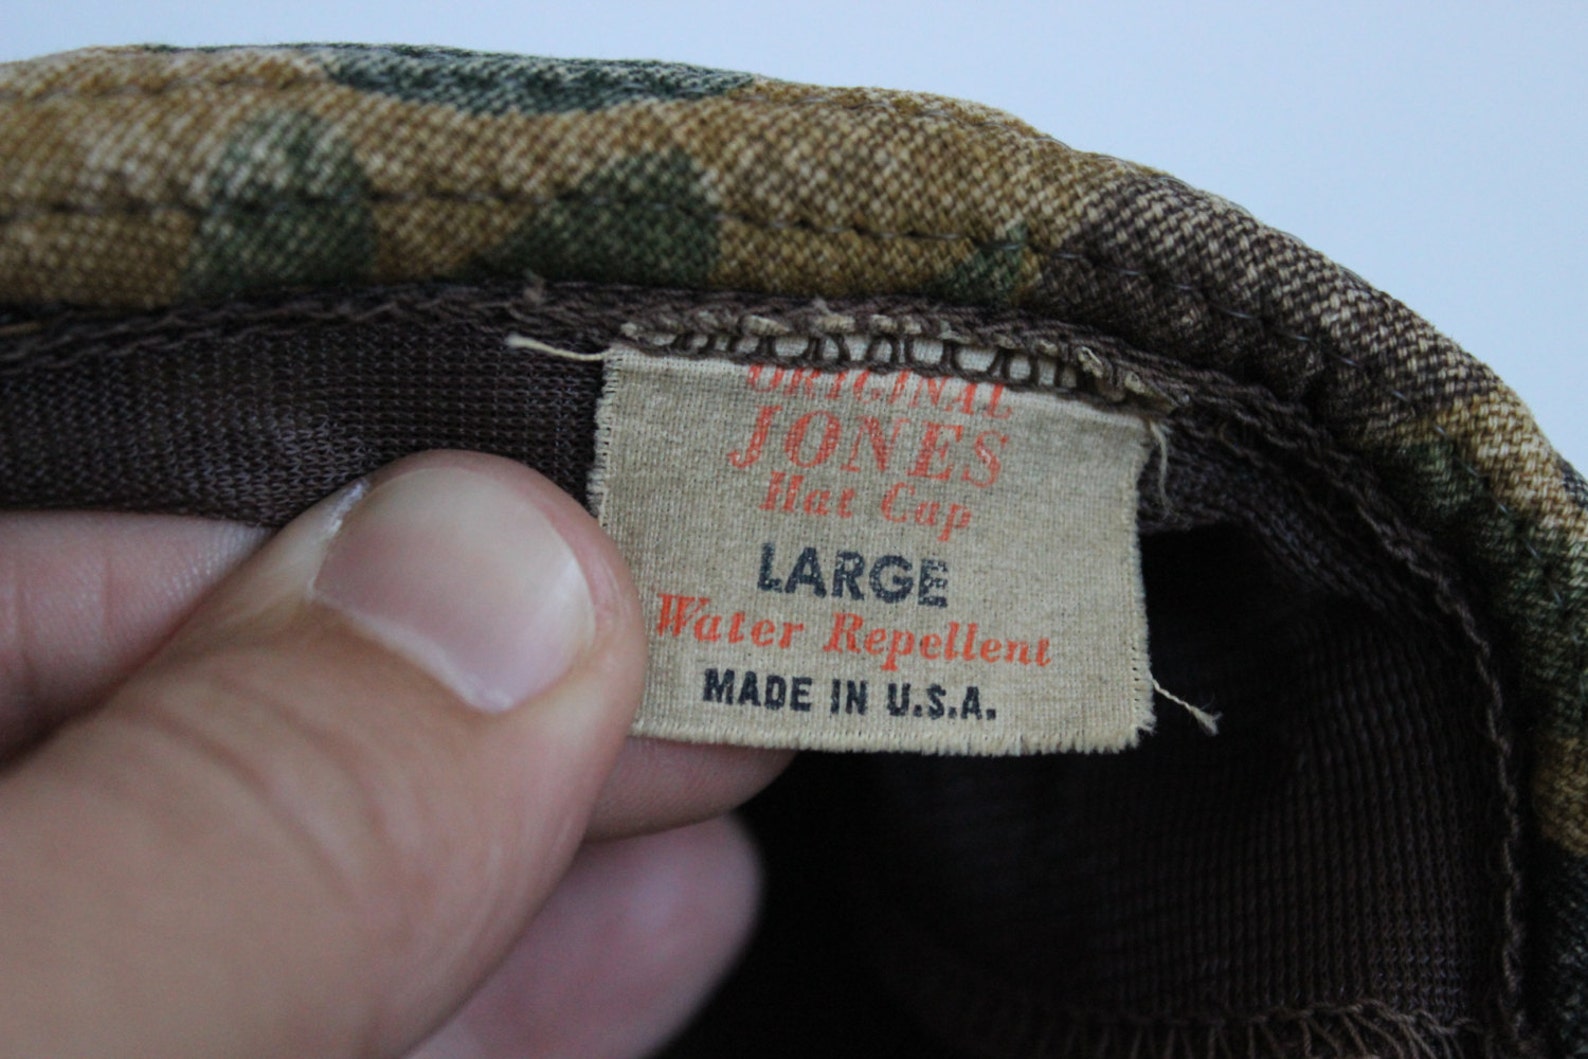 ORIGINAL
JONES
Hat Cap
LARGE
Water Repellent
MADE IN U.S.A.